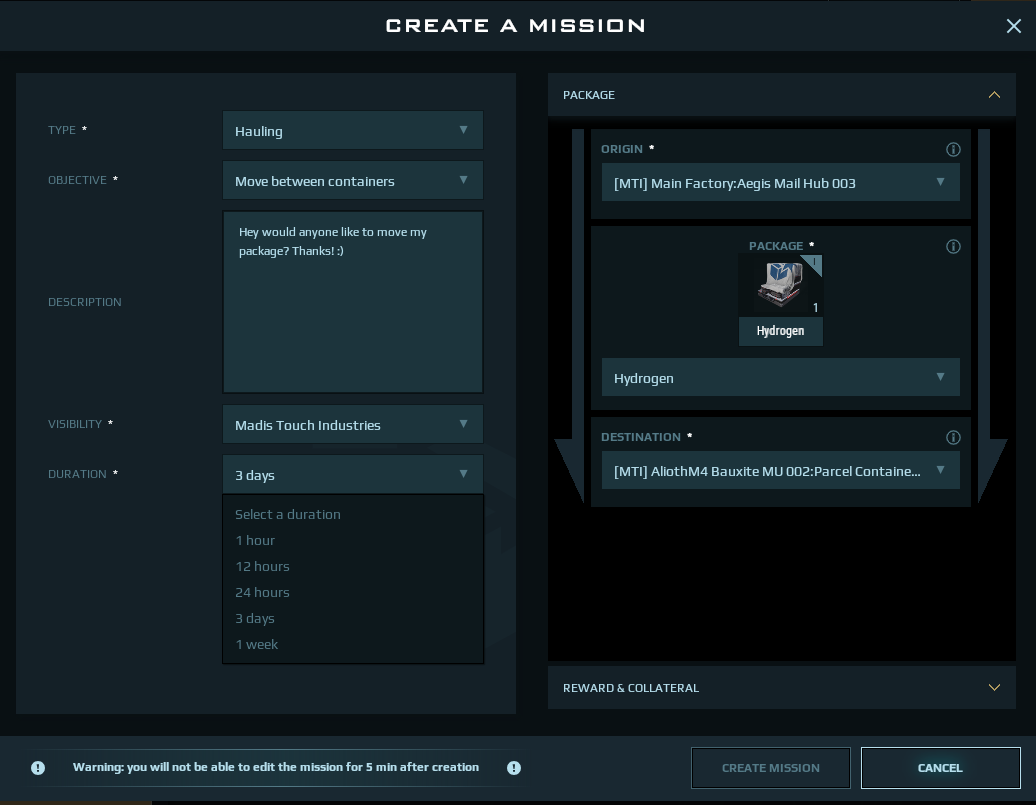 CREATE A MISSION
TYPE *
Hauling
OBJECTIVE *
Move between containers
DESCRIPTION
Hey would anyone like to move my
package? Thanks! :)
VISIBILITY *
Madis Touch Industries
DURATION *
3 days
Select a duration
1 hour
12 hours
24 hours
3 days
1 week
PACKAGE
ORIGIN *
[MTI] Main Factory:Aegis Mail Hub 003
PACKAGE *
I
1
Hydrogen
Hydrogen
DESTINATION *
[MTI] AliothM4 Bauxite MU 002:Parcel Containe...
REWARD & COLLATERAL
Warning: you will not be able to edit the mission for 5 min after creation
CREATE MISSION
CANCEL